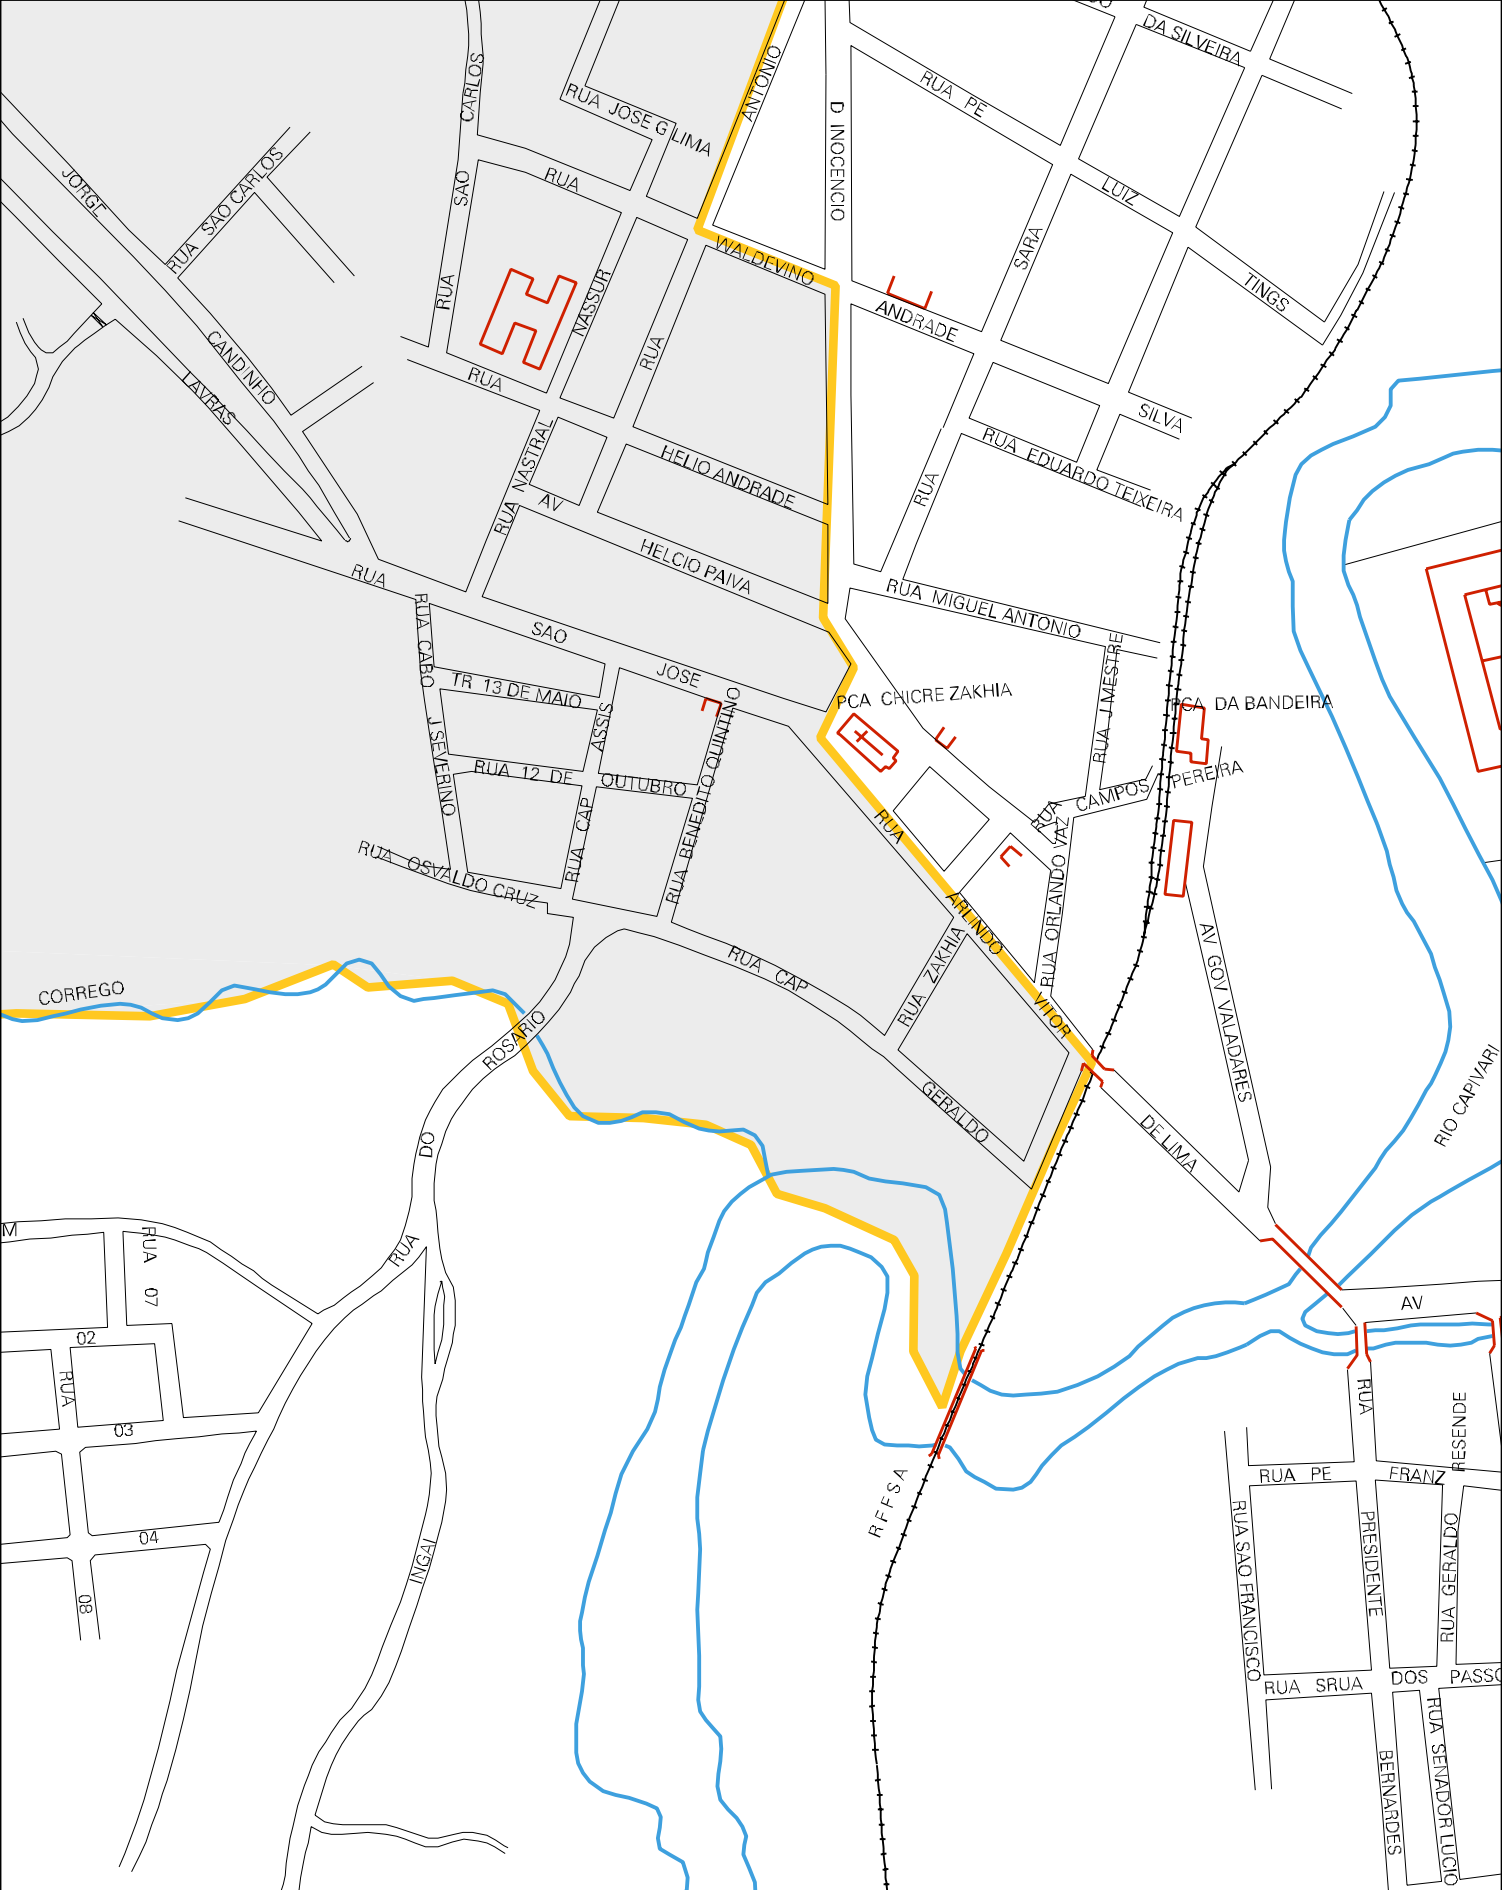 DA SILVEIRA
RUA PE
ANTONIO
CARLOS
RUA JOSE G LIMA
D INOCENCIO
JORGE
RUA SAO CARLOS
SAO
RUA
LUIZ
SARA
WALDEVINO
TINGS
RUA
NASSUR
ANDRADE
RUA
CANDINHO
LAVRAS
RUA
SILVA
HELIO ANDRADE
RUA EDUARDO TEIXEIRA
RUA NASTRAL
AV
RUA
HELCIO PAIVA
RUA
RUA MIGUEL ANTONIO
SAO
RUA CABO
JOSE
TR 13 DE MAIO
RUA J MESTRE
PCA CHICRE ZAKHIA
PCA DA BANDEIRA
ASSIS
J SEVERINO
RUA 12 DE
OUTUBRO
RUA BENEDITO QUINTINO
PEREIRA
CAMPOS
RUA
RUA
RUA CAP
RUA OSVALDO CRUZ
RUA ORLANDO VAZ
ARLINDO
RUA CAP
RUA ZAKHIA
AV GOV VALADARES
CORREGO
VITOR
ROSARIO
GERALDO
DE LIMA
RIO CAPIVARI
DO
M
RUA 07
RUA
AV
02
RUA
RUA
03
RESENDE
RFFSA
RUA PE
FRANZ
04
INGAI
RUA SAO FRANCISCO
PRESIDENTE
RUA GERALDO
08
RUA SRUA
DOS
PASSO
RUA SENADOR LUCIO
BERNARDES